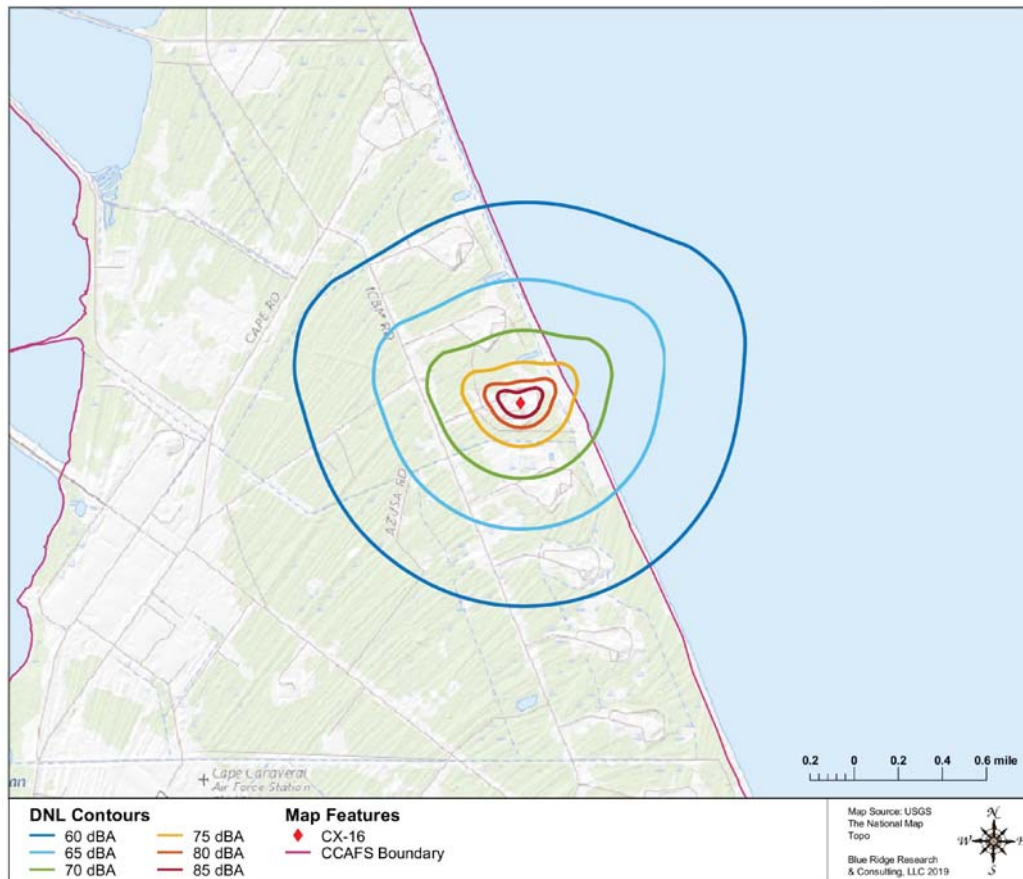 CAPE RD
ICBM RD
AZUSA RD
Cape Canaveral
Air Force Station
0.2 0 0.2 0.6 mile
DNL Contours
60 dBA
65 dBA
70 dBA
75 dBA
80 dBA
85 dBA
Map Features
CX-16
CCAFS Boundary
Map Source: USGS
The National Map
Topo
Blue Ridge Research
& Consulting, LLC 2019
N
W E
S